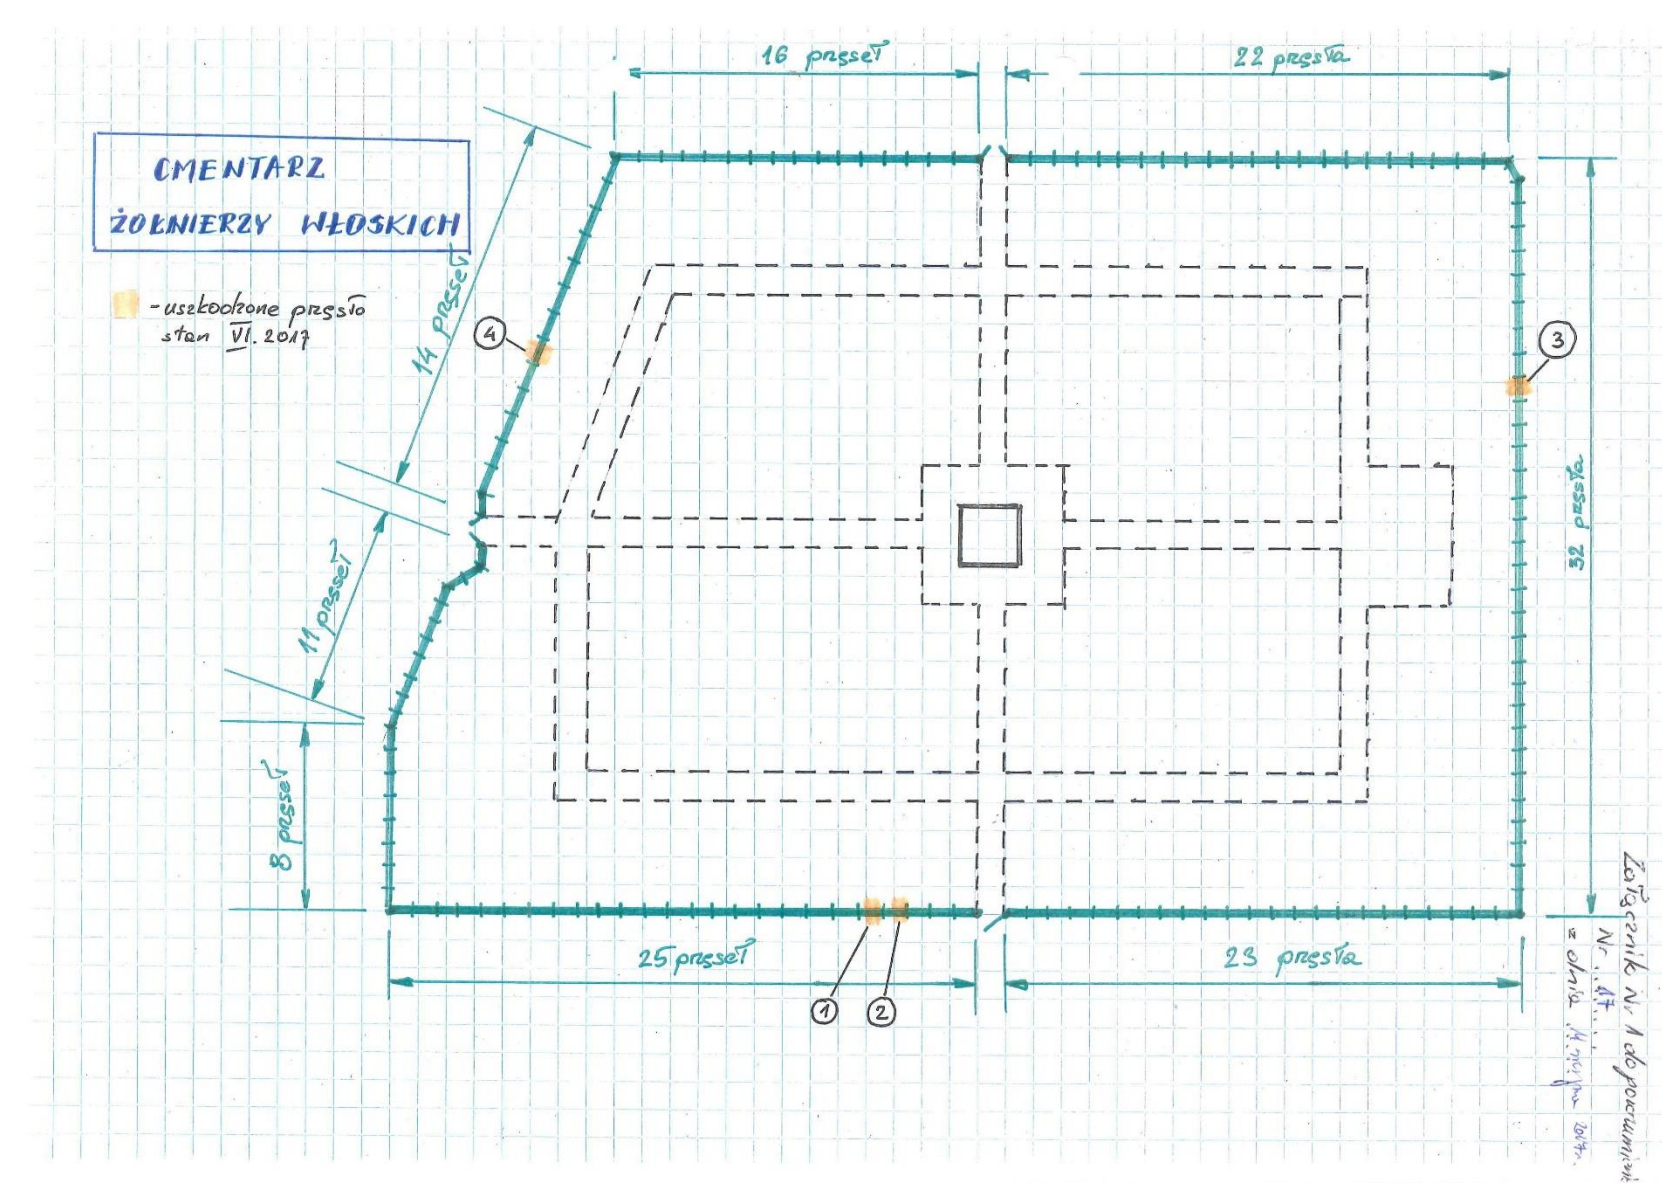 16 przęseł
22 przęsła
CMENTARZ
ŻOŁNIERZY WŁOSKICH
- uszkodzone przęsło
stan VI. 2017
14 przęseł
4
3
11 przęseł
32 przęsła
8 przęseł
25 przęseł
23 przęsła
1
2
Załącznik Nr 1 do
Nr ..17...
z dnia